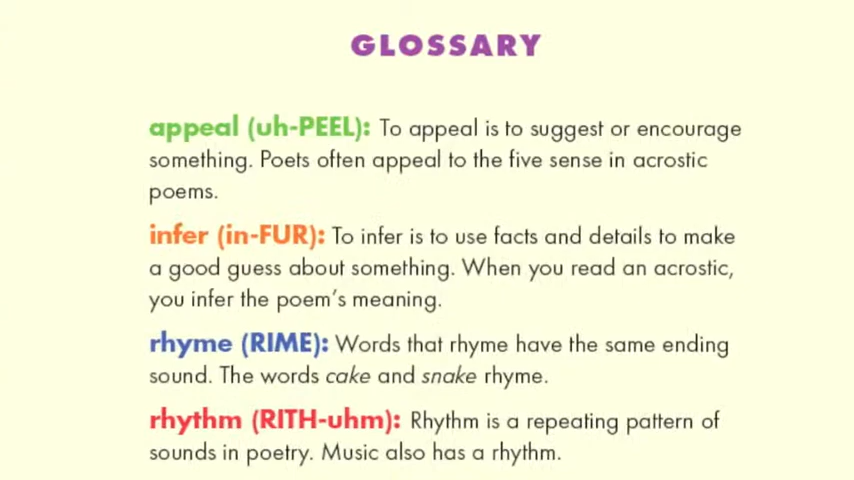 GLOSSARY
appeal (uh-PEEL): To appeal is to suggest or encourage
something. Poets often appeal to the five sense in acrostic
poems.
infer (in-FUR): To infer is to use facts and details to make
a good guess about something. When you read an acrostic,
you infer the poem’s meaning.
rhyme (RIME): Words that rhyme have the same ending
sound. The words cake and snake rhyme.
rhythm (RITH-uhm): Rhythm is a repeating pattern of
sounds in poetry. Music also has a rhythm.